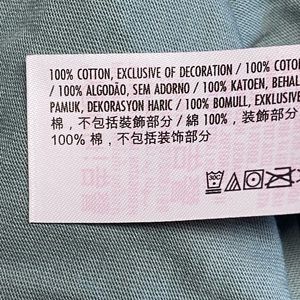 100% COTTON, EXCLUSIVE OF DECORATION / 100% COTO
/ 100% ALGODÃO, SEM ADORNO / 100% KATOEN, BEHAL
PAMUK, DEKORASYON HARIC / 100% BOMULL, EXKLUSIVE
棉，不包括裝飾部分 / 綿 100%，装飾部分
100% 棉，不包括装饰部分